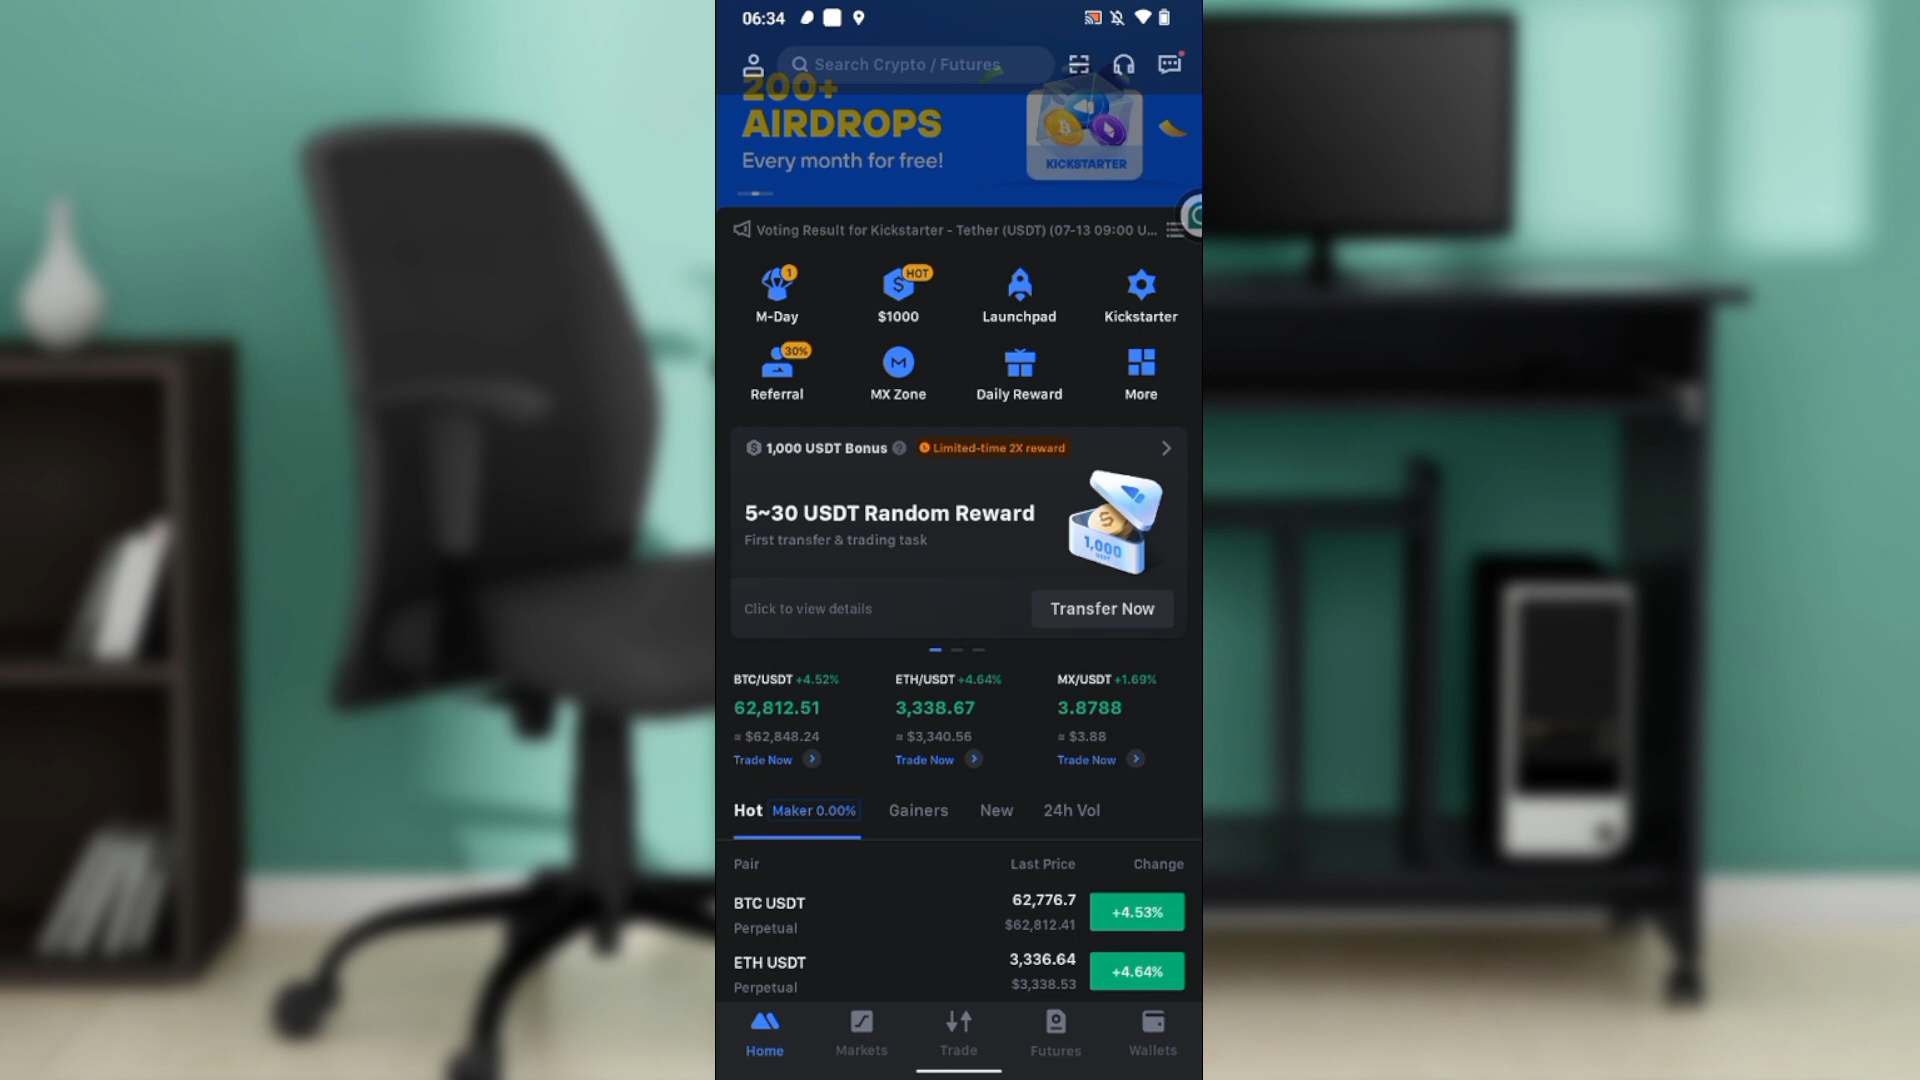 06:34
Search Crypto / Futures
200+
AIRDROPS
Every month for free!
KICKSTARTER
Voting Result for Kickstarter - Tether (USDT) (07-13 09:00 U...
1
HOT
M-Day
$1000
Launchpad
Kickstarter
30%
Referral
MX Zone
Daily Reward
More
1,000 USDT Bonus ? Limited-time 2X reward
5~30 USDT Random Reward
First transfer & trading task
1,000
Click to view details
Transfer Now
BTC/USDT +4.52%
ETH/USDT +4.64%
MX/USDT +1.69%
62,812.51
3,338.67
3.8788
≈ $62,848.24
≈ $3,340.56
≈ $3.88
Trade Now
Trade Now
Trade Now
Hot Maker 0.00% Gainers New 24h Vol
Pair Last Price Change
BTC USDT 62,776.7 +4.53%
Perpetual $62,812.41
ETH USDT 3,336.64 +4.64%
Perpetual $3,338.53
Home Markets Trade Futures Wallets